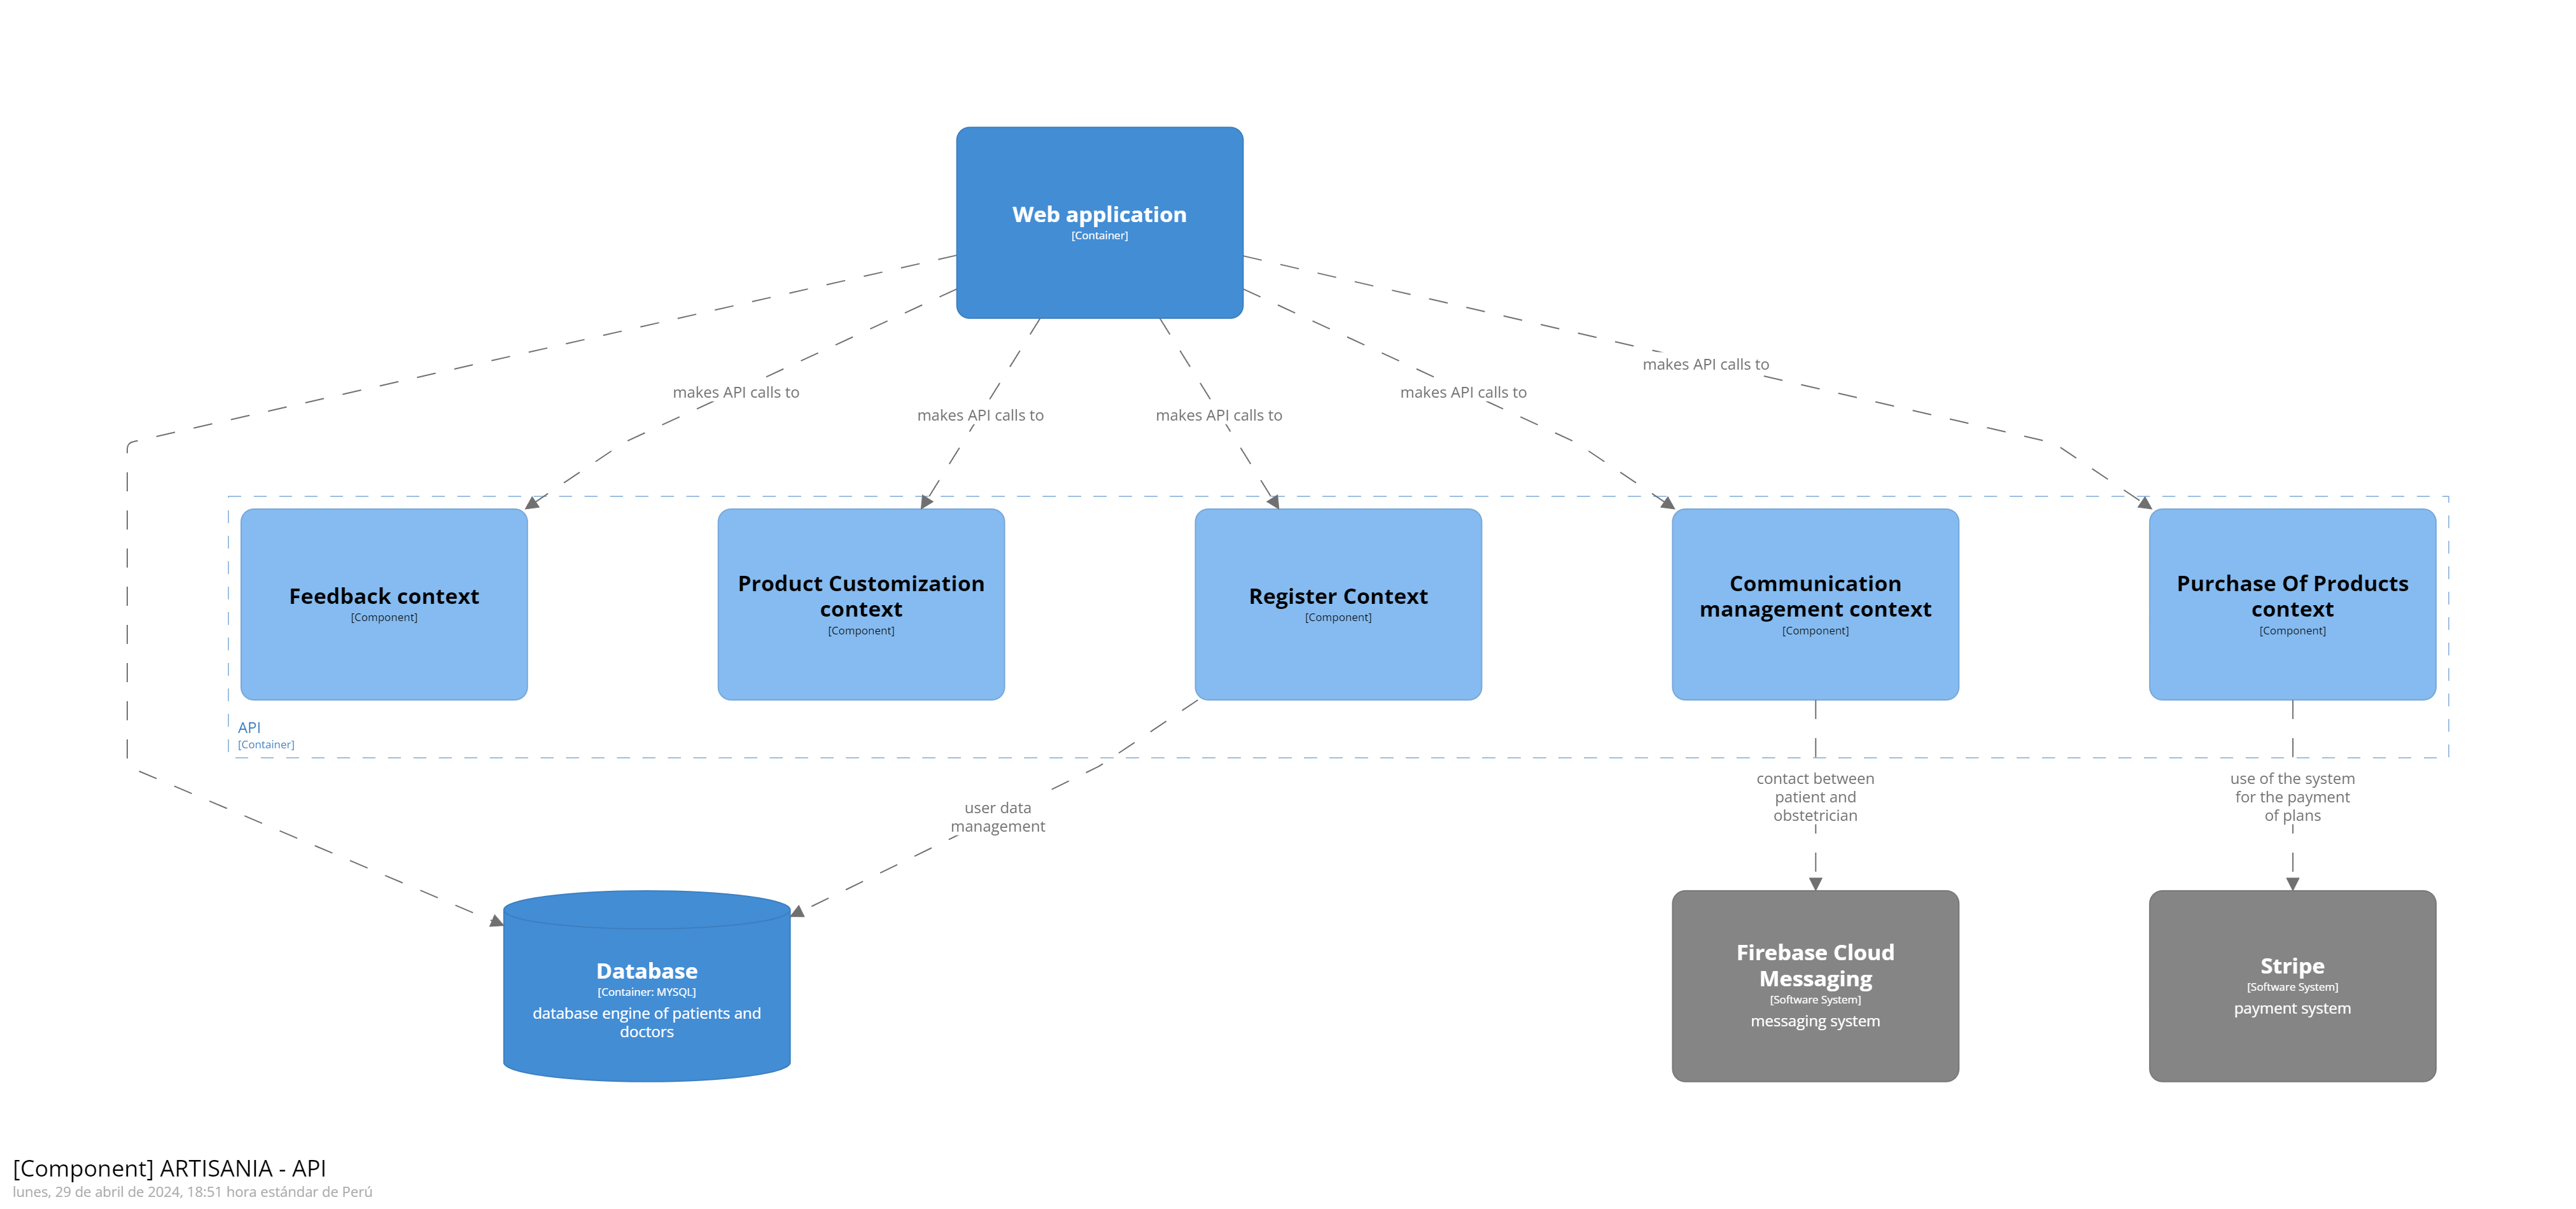 Web application
[Container]
makes API calls to
makes API calls to
makes API calls to
makes API calls to
makes API calls to
Feedback context
[Component]
Product Customization
context
[Component]
Register Context
[Component]
Communication
management context
[Component]
Purchase Of Products
context
[Component]
API
[Container]
user data
management
contact between
patient and
obstetrician
use of the system
for the payment
of plans
Database
[Container: MYSQL]
database engine of patients and
doctors
Firebase Cloud
Messaging
[Software System]
messaging system
Stripe
[Software System]
payment system
[Component] ARTISANIA - API
lunes, 29 de abril de 2024, 18:51 hora estándar de Perú